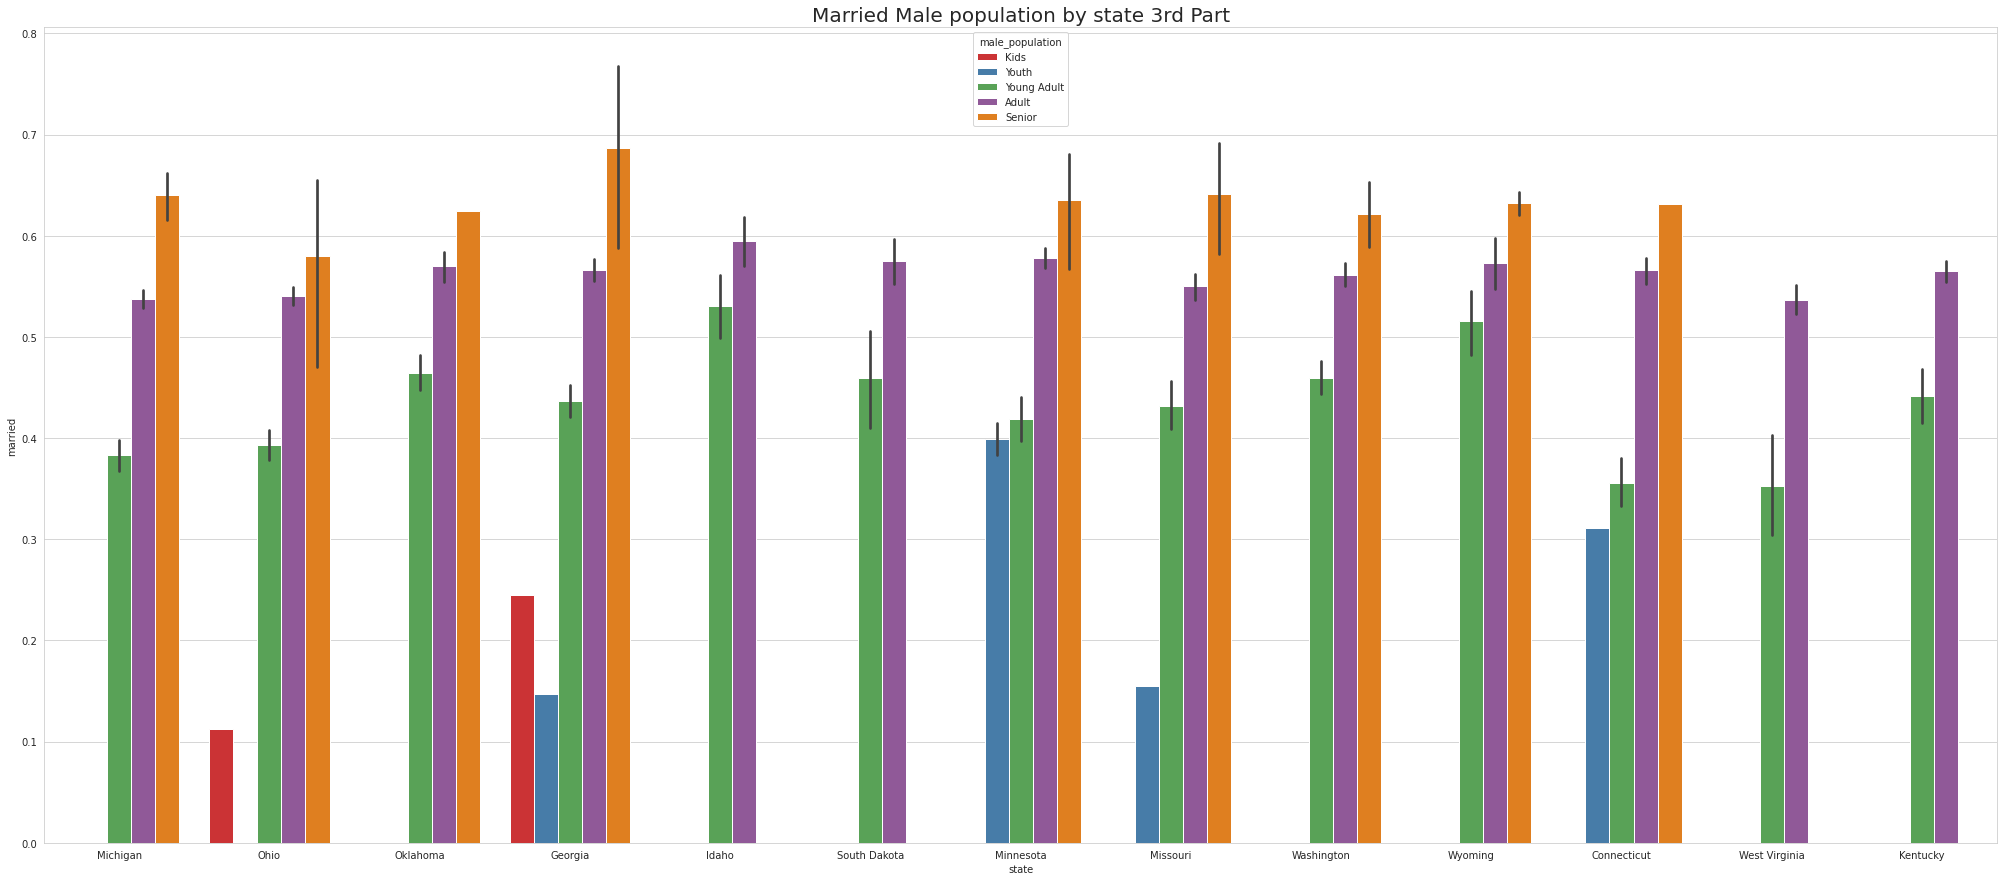 Married Male population by state 3rd Part
male_population
Kids
Youth
Young Adult
Adult
Senior
0.8
0.7
0.6
0.5
0.4
0.3
0.2
0.1
0.0
married
Michigan Ohio Oklahoma Georgia Idaho South Dakota Minnesota Missouri Washington Wyoming Connecticut West Virginia Kentucky
state